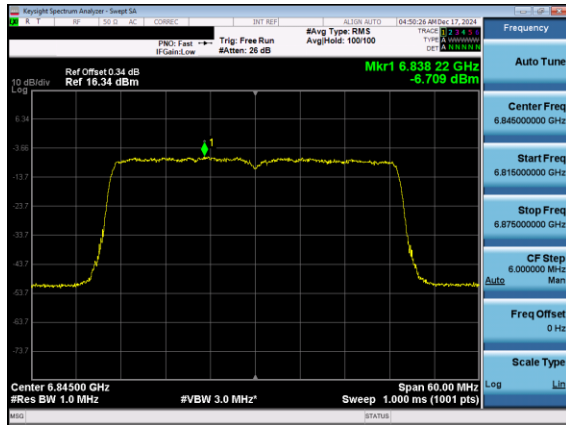 Keysight Spectrum Analyzer - Swept SA
R T RF 50 Ω AC CORREC INT REF ALIGN AUTO 04:50:26 AM Dec 17, 2024
PNO: Fast Trig: Free Run #Avg Type: RMS TRACE 1 2 3 4 5 6
IFGain:Low #Atten: 26 dB Avg|Hold: 100/100 TYPE A
DET A N N N N N
Frequency
Auto Tune
Ref Offset 0.34 dB Mkr1 6.838 22 GHz
10 dB/div Ref 16.34 dBm -6.709 dBm
Log
1
6.34
-3.66
-13.7
-23.7
-33.7
-43.7
-53.7
-63.7
-73.7
Center Freq
6.845000000 GHz
Start Freq
6.815000000 GHz
Stop Freq
6.875000000 GHz
CF Step
6.000000 MHz
Auto Man
Freq Offset
0 Hz
Scale Type
Log Lin
Center 6.84500 GHz Span 60.00 MHz
#Res BW 1.0 MHz #VBW 3.0 MHz* Sweep 1.000 ms (1001 pts)
MSG STATUS